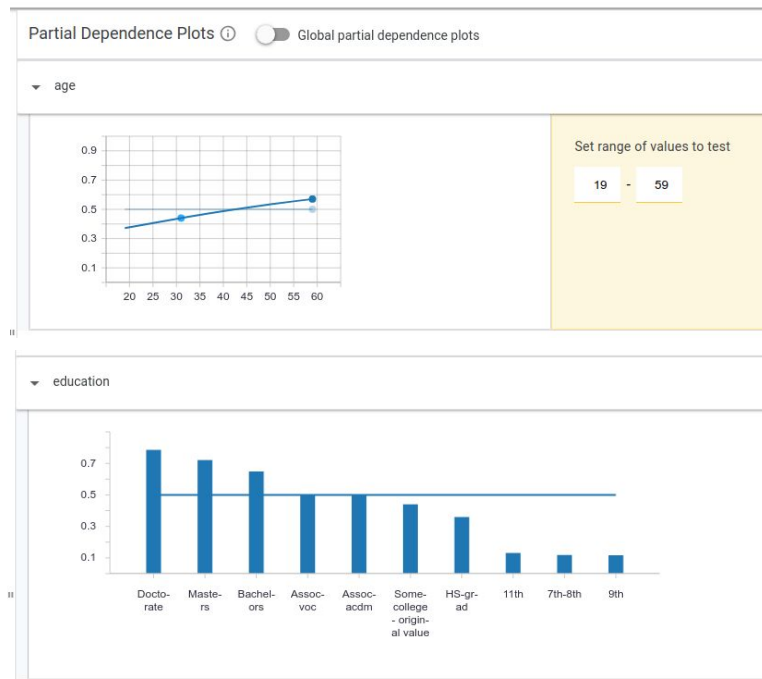 Partial Dependence Plots Global partial dependence plots
age
Set range of values to test
19 - 59
0.9
0.7
0.5
0.3
0.1
20 25 30 35 40 45 50 55 60
education
0.7
0.5
0.3
0.1
Docto- Maste- Bachel- Assoc- Assoc- Some- HS-gr- 11th 7th-8th 9th
rate rs ors voc acdm college ad
- origin-
al value